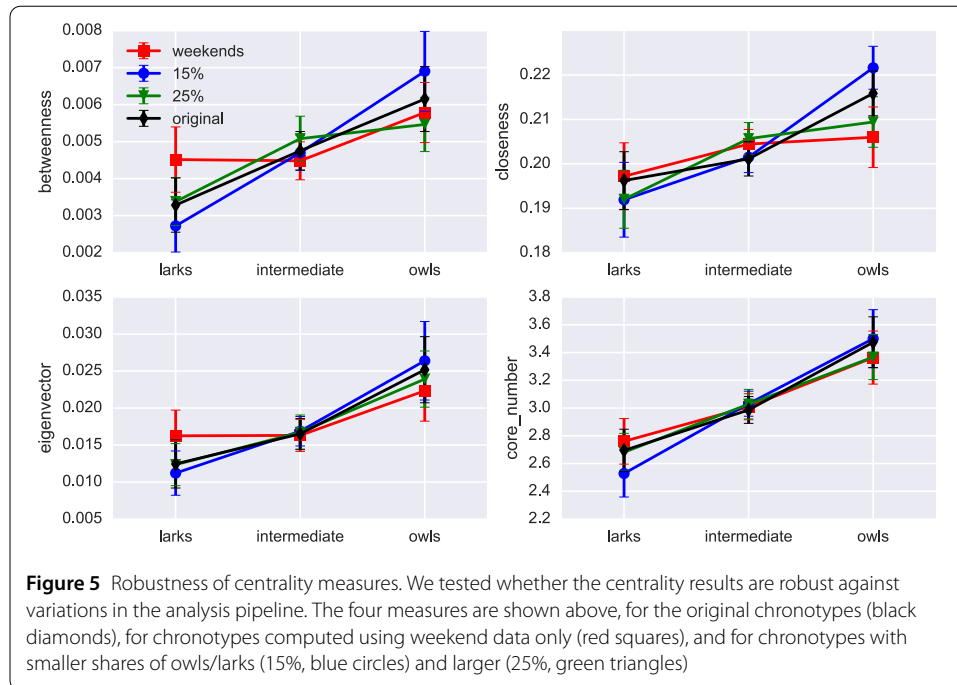 0.008
0.007
0.006
0.005
0.004
0.003
0.002
betweenness
weekends
15%
25%
original
larks intermediate owls
0.22
0.21
0.20
0.19
0.18
closeness
larks intermediate owls
0.035
0.030
0.025
0.020
0.015
0.010
0.005
eigenvector
larks intermediate owls
3.8
3.6
3.4
3.2
3.0
2.8
2.6
2.4
2.2
core_number
larks intermediate owls
Figure 5 Robustness of centrality measures. We tested whether the centrality results are robust against
variations in the analysis pipeline. The four measures are shown above, for the original chronotypes (black
diamonds), for chronotypes computed using weekend data only (red squares), and for chronotypes with
smaller shares of owls/larks (15%, blue circles) and larger (25%, green triangles)